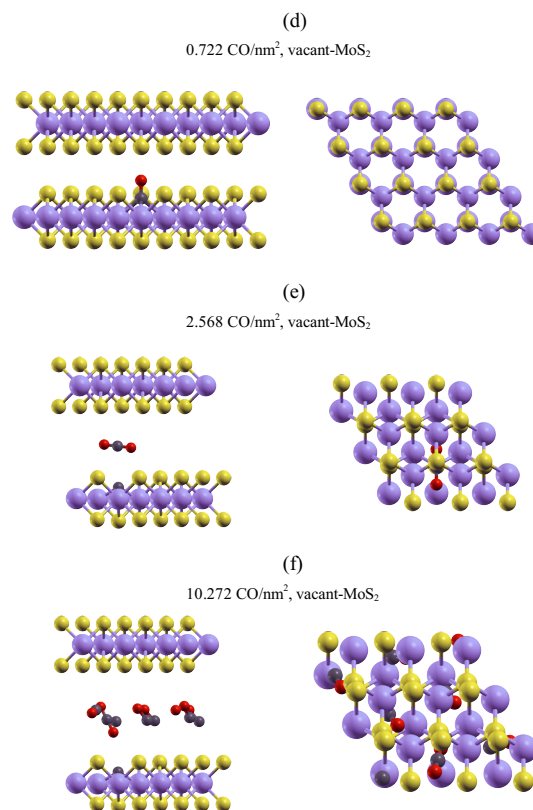 (d)
0.722 CO/nm², vacant-MoS₂
(e)
2.568 CO/nm², vacant-MoS₂
(f)
10.272 CO/nm², vacant-MoS₂